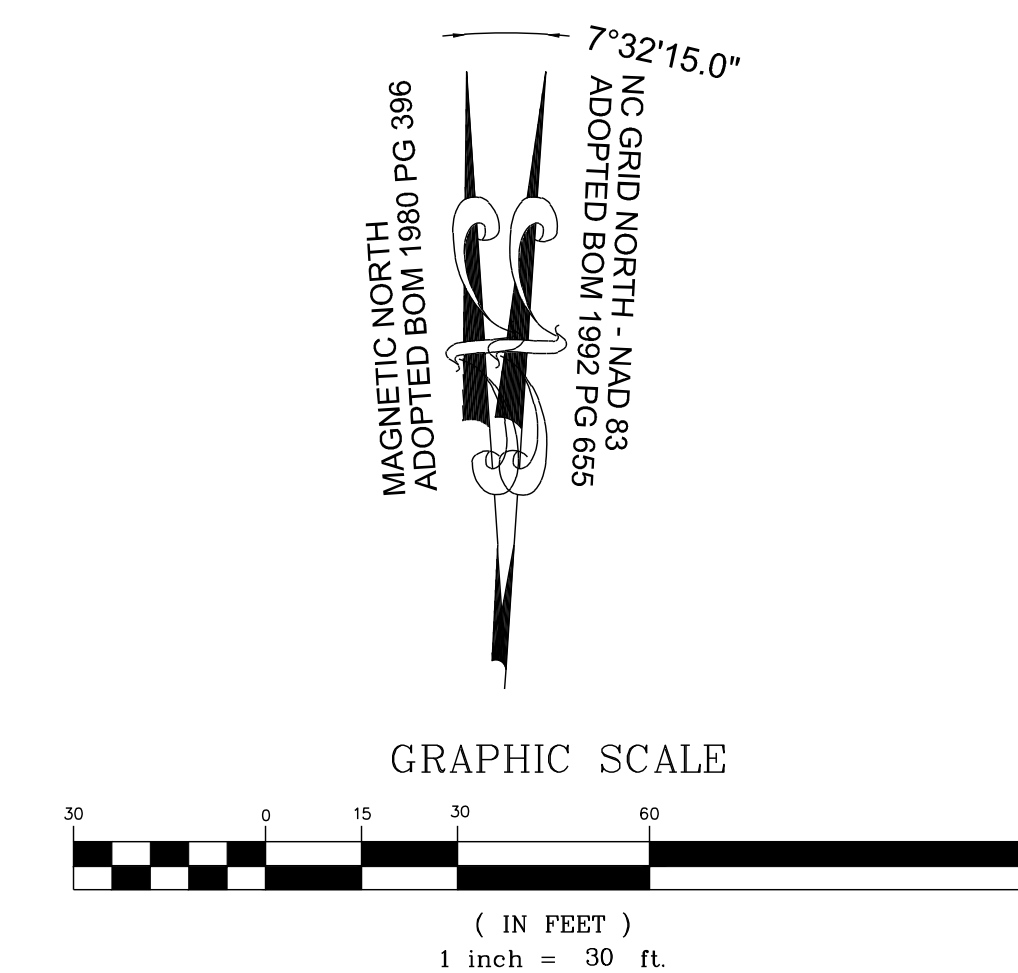 7°32'15.0"
MAGNETIC NORTH
ADOPTED BOM 1980 PG 396
NC GRID NORTH - NAD 83
ADOPTED BOM 1992 PG 655
GRAPHIC SCALE
30 0 15 30 60
( IN FEET )
1 inch = 30 ft.